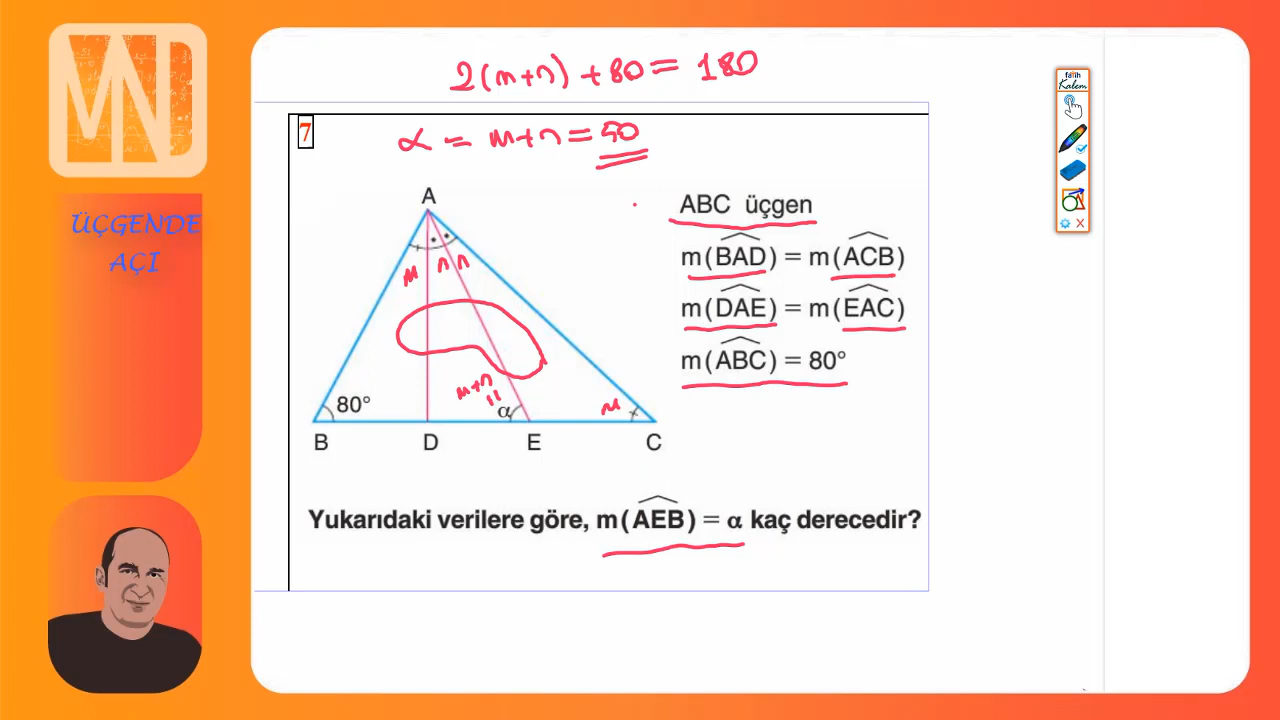 MND
ÜÇGENDE
AÇI
2(m+n) + 80 = 180
7
α = m+n = 50
A
m n n
80°
m+n
=
α
m
B D E C
ABC üçgen
m(BAD) = m(ACB)
m(DAE) = m(EAC)
m(ABC) = 80°
Yukarıdaki verilere göre, m(AEB) = α kaç derecedir?
fatih
Kalem